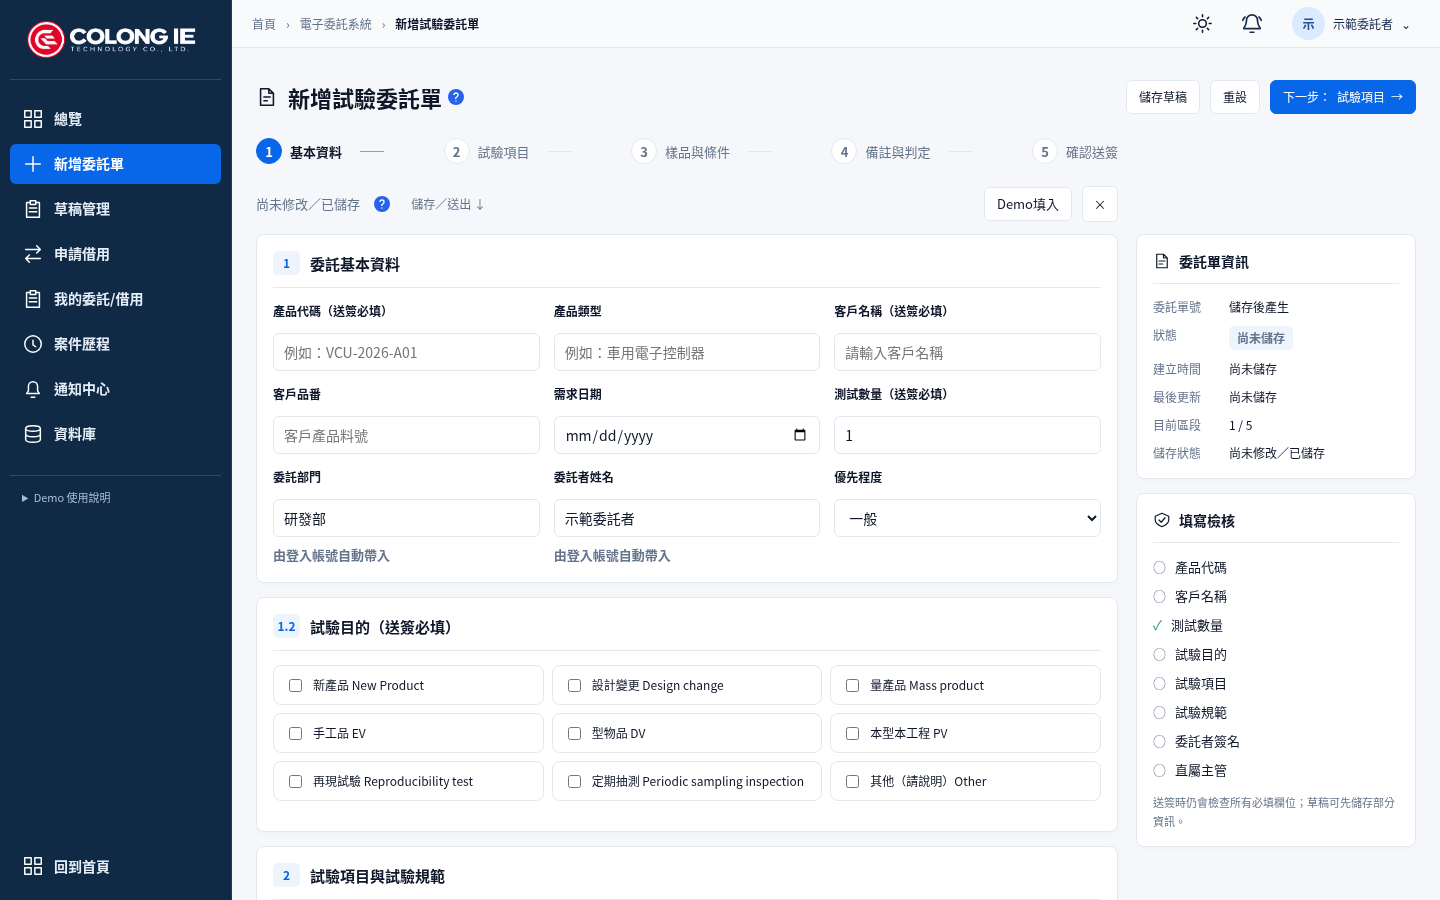 COLONG IE
TECHNOLOGY CO., LTD.
總覽
新增委託單
草稿管理
申請借用
我的委託/借用
案件歷程
通知中心
資料庫
▶ Demo 使用說明
回到首頁
首頁 › 電子委託系統 › 新增試驗委託單
示 示範委託者
新增試驗委託單 ?
儲存草稿 重設 下一步： 試驗項目 →
1 基本資料 2 試驗項目 3 樣品與條件 4 備註與判定 5 確認送簽
尚未修改／已儲存 ? 儲存／送出 ↓ Demo填入 ×
1 委託基本資料
產品代碼（送簽必填） 產品類型 客戶名稱（送簽必填）
例如：VCU-2026-A01 例如：車用電子控制器 請輸入客戶名稱
客戶品番 需求日期 測試數量（送簽必填）
客戶產品料號 mm/dd/yyyy 1
委託部門 委託者姓名 優先程度
研發部 示範委託者 一般
由登入帳號自動帶入 由登入帳號自動帶入
1.2 試驗目的（送簽必填）
新產品 New Product 設計變更 Design change 量產品 Mass product
手工品 EV 型物品 DV 本型本工程 PV
再現試驗 Reproducibility test 定期抽測 Periodic sampling inspection 其他（請說明）Other
2 試驗項目與試驗規範
委託單資訊
委託單號 儲存後產生
狀態 尚未儲存
建立時間 尚未儲存
最後更新 尚未儲存
目前區段 1 / 5
儲存狀態 尚未修改／已儲存
填寫檢核
產品代碼
客戶名稱
✓ 測試數量
試驗目的
試驗項目
試驗規範
委託者簽名
直屬主管
送簽時仍會檢查所有必填欄位；草稿可先儲存部分
資訊。